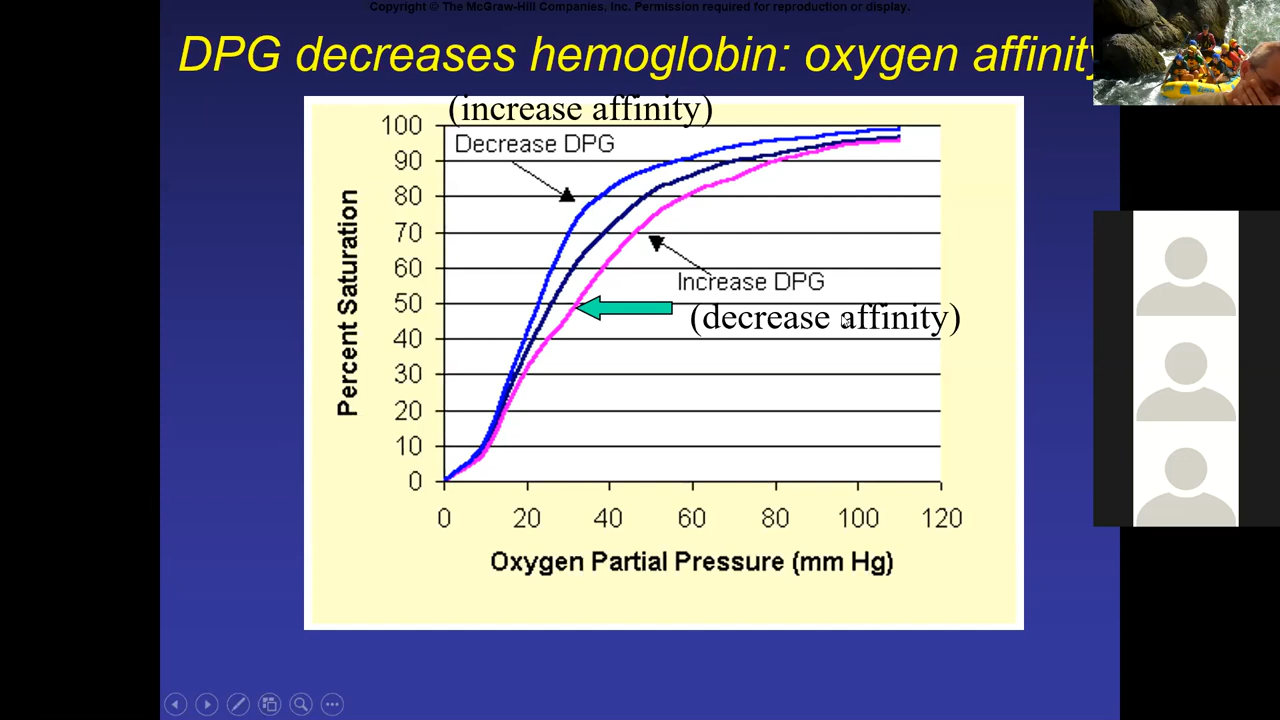 Copyright © The McGraw-Hill Companies, Inc. Permission required for reproduction or display.
DPG decreases hemoglobin: oxygen affinity
(increase affinity)
Decrease DPG
Increase DPG
(decrease affinity)
Percent Saturation
100
90
80
70
60
50
40
30
20
10
0
0 20 40 60 80 100 120
Oxygen Partial Pressure (mm Hg)